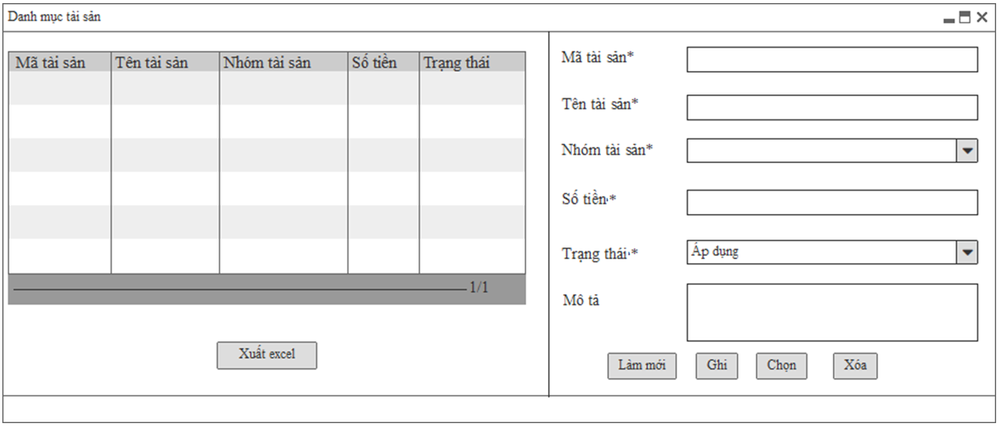 Danh mục tài sản
Mã tài sản Tên tài sản Nhóm tài sản Số tiền Trạng thái
1/1
Xuất excel
Mã tài sản*
Tên tài sản*
Nhóm tài sản*
Số tiền*
Trạng thái* Áp dụng
Mô tả
Làm mới Ghi Chọn Xóa